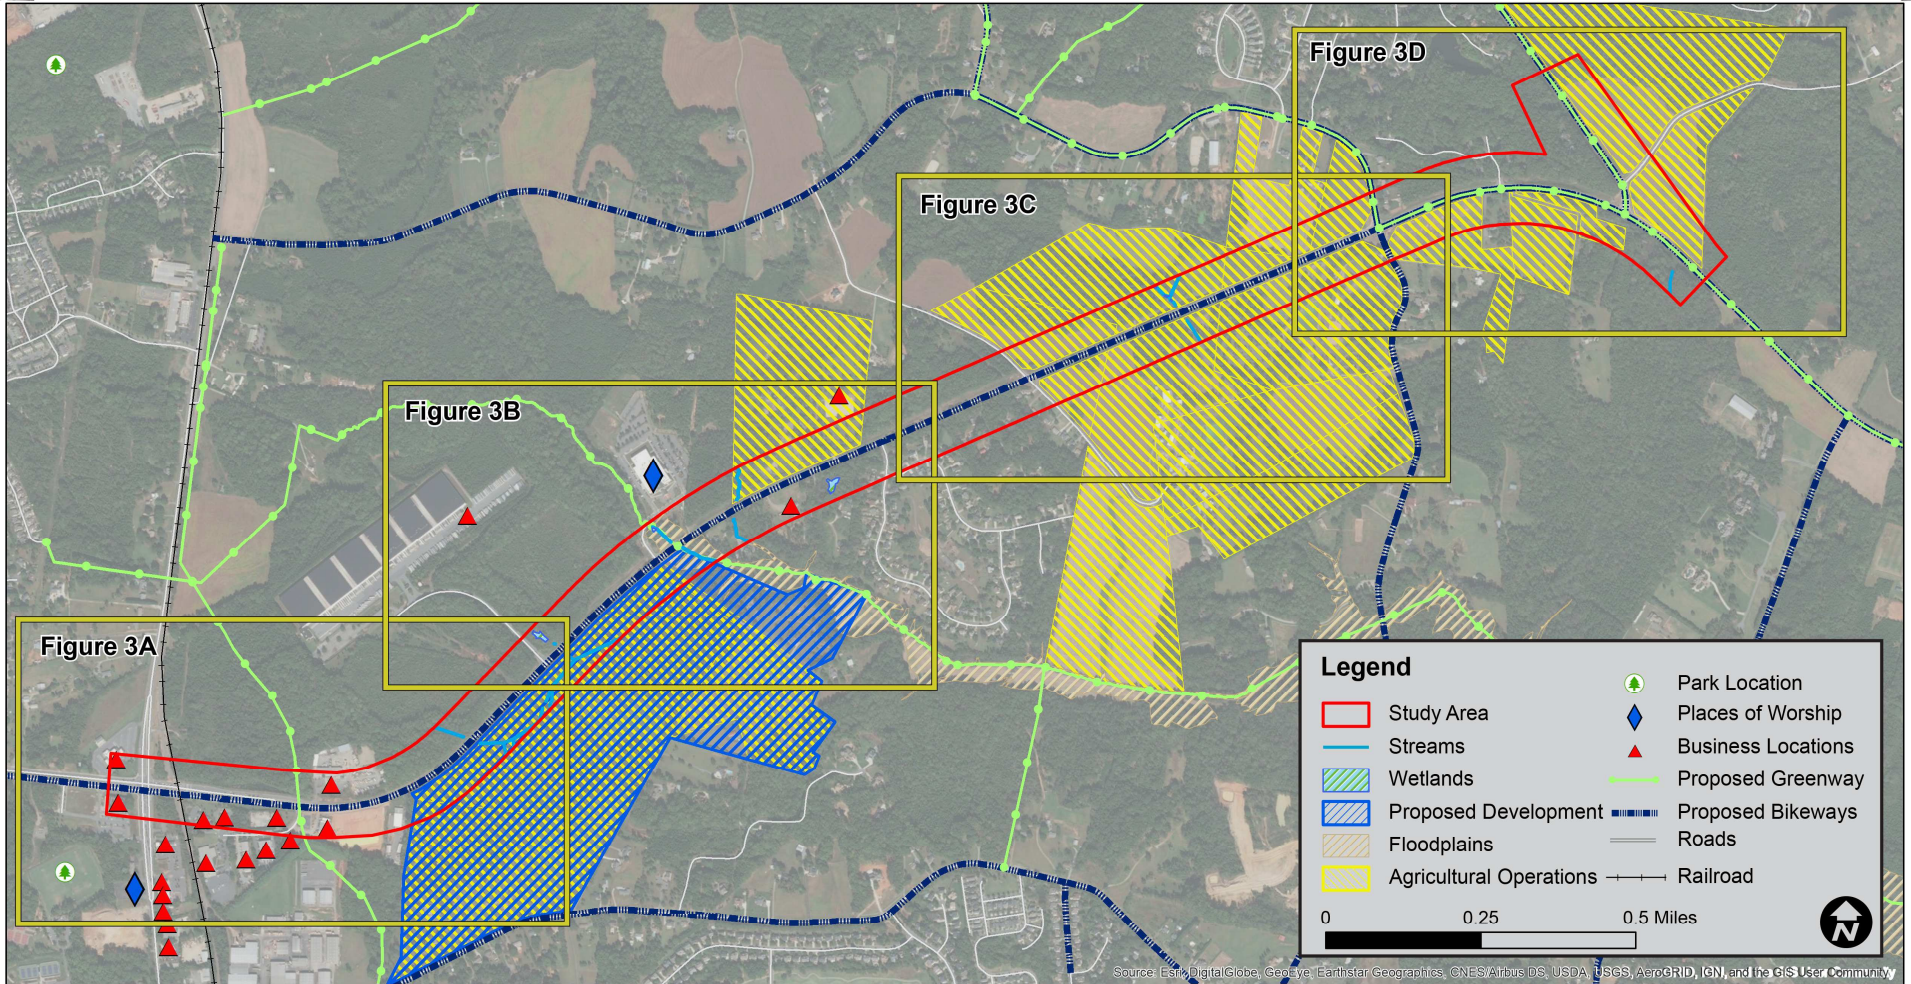 Figure 3D
Figure 3C
Figure 3B
Figure 3A
Legend
Study Area
Streams
Wetlands
Proposed Development
Floodplains
Agricultural Operations
Park Location
Places of Worship
Business Locations
Proposed Greenway
Proposed Bikeways
Roads
Railroad
0 0.25 0.5 Miles
N
Source: Esri, DigitalGlobe, GeoEye, Earthstar Geographics, CNES/Airbus DS, USDA, USGS, AeroGRID, IGN, and the GIS User Community